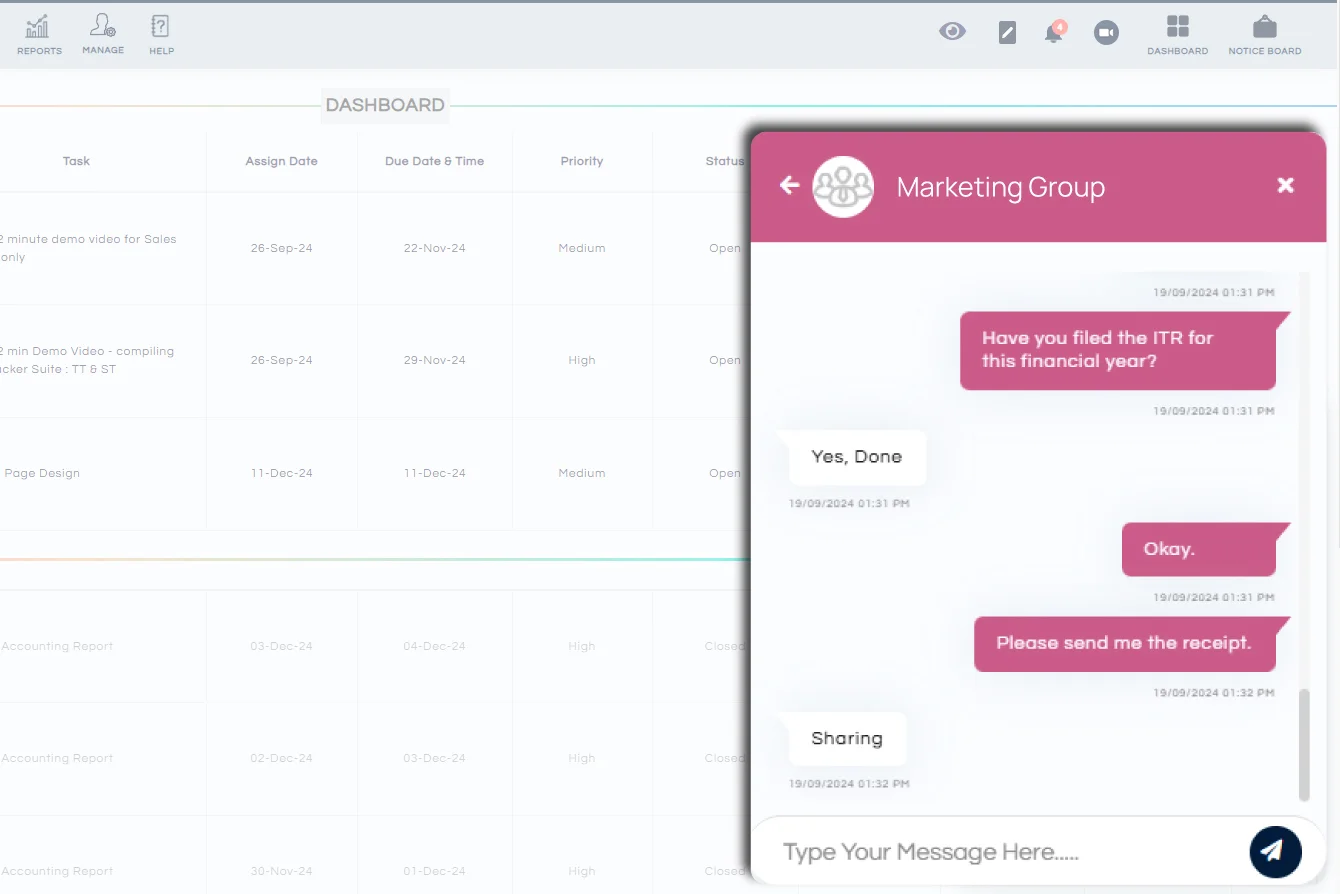 REPORTS
MANAGE
HELP
4
DASHBOARD
NOTICE BOARD
DASHBOARD
Task
Assign Date
Due Date & Time
Priority
Status
2 minute demo video for Sales
only
26-Sep-24
22-Nov-24
Medium
Open
2 min Demo Video - compiling
cker Suite : TT & ST
26-Sep-24
29-Nov-24
High
Open
Page Design
11-Dec-24
11-Dec-24
Medium
Open
Accounting Report
03-Dec-24
04-Dec-24
High
Closed
Accounting Report
02-Dec-24
03-Dec-24
High
Closed
Accounting Report
30-Nov-24
01-Dec-24
High
Closed
Marketing Group
19/09/2024 01:31 PM
Have you filed the ITR for
this financial year?
19/09/2024 01:31 PM
Yes, Done
19/09/2024 01:31 PM
Okay.
19/09/2024 01:31 PM
Please send me the receipt.
19/09/2024 01:32 PM
Sharing
19/09/2024 01:32 PM
Type Your Message Here.....